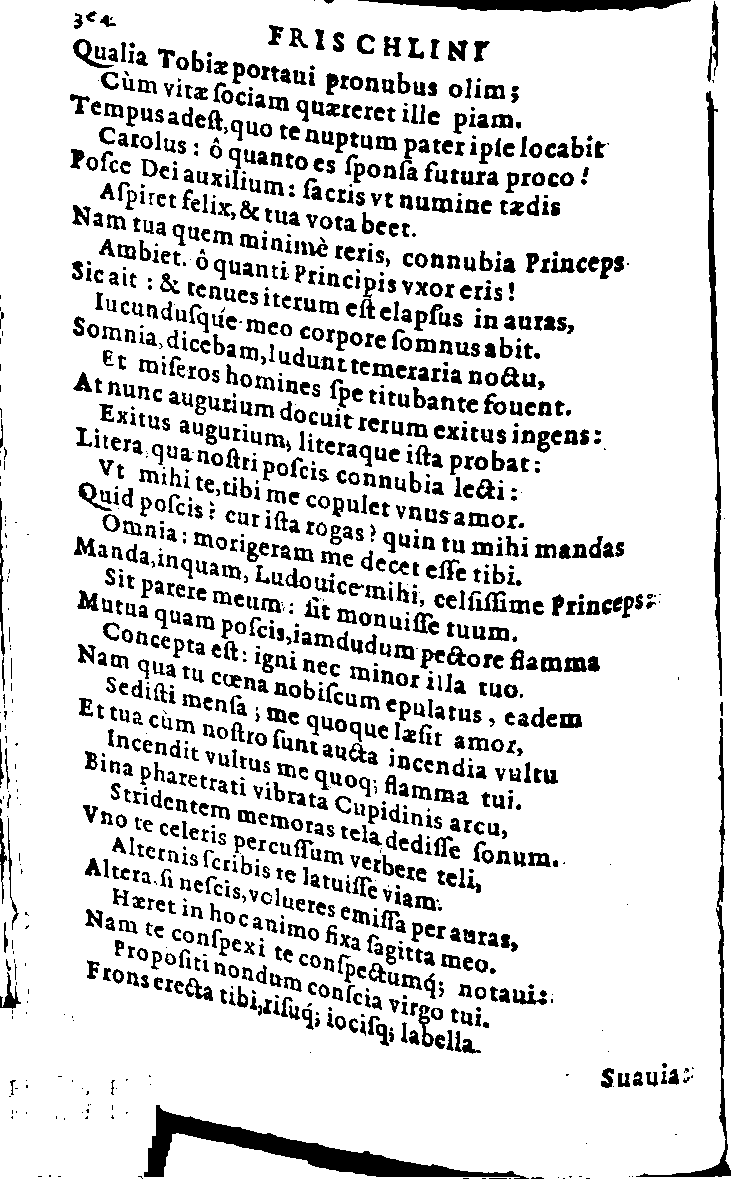 364
FRISCHLINI
Qualia Tobiæ portaui pronubus olim;
Cùm vitæ ſociam quæreret ille piam.
Tempus adeſt, quo te nuptum pater ipſe locabit
Carolus: ô quanto es ſponſa futura proco!
Poſce Dei auxilium: ſacris vt numine tædis
Aſpiret felix, & tua vota beet.
Nam tua quem minimè reris, connubia Princeps
Ambiet. ô quanti Principis vxor eris!
Sic ait: & tenues iterum eſt elapſus in auras,
Iucunduſque meo corpore ſomnus abit.
Somnia, dicebam, ludunt temeraria noctu,
Et miſeros homines ſpe titubante fouent.
At nunc augurium docuit rerum exitus ingens:
Exitus augurium, literaque iſta probat:
Litera qua noſtri poſcis connubia lecti:
Vt mihi te, tibi me copulet vnus amor.
Quid poſcis? cur iſta rogas? quin tu mihi mandas
Omnia: morigeram me decet eſſe tibi.
Manda, inquam, Ludouice mihi, celſiſſime Princeps:
Sit parere meum: ſit monuiſſe tuum.
Mutua quam poſcis, iamdudum pectore flamma
Concepta eſt: igni nec minor illa tuo.
Nam qua tu cœna nobiſcum epulatus, eadem
Sediſti menſa; me quoque læſit amor,
Et tua cùm noſtro ſunt aucta incendia vultu
Incendit vultus me quoq; flamma tui.
Bina pharetrati vibrata Cupidinis arcu,
Stridentem memoras tela dediſſe ſonum.
Vno te celeris percuſſum verbere teli,
Alternis ſcribis te latuiſſe viam.
Altera, ſi neſcis, volueres emiſſa per auras,
Hæret in hoc animo fixa ſagitta meo.
Nam te conſpexi te conſpectumq́; notaui:
Propoſiti nondum conſcia virgo tui.
Frons erecta tibi, riſuq́; iociſq́; labella
Suauia: